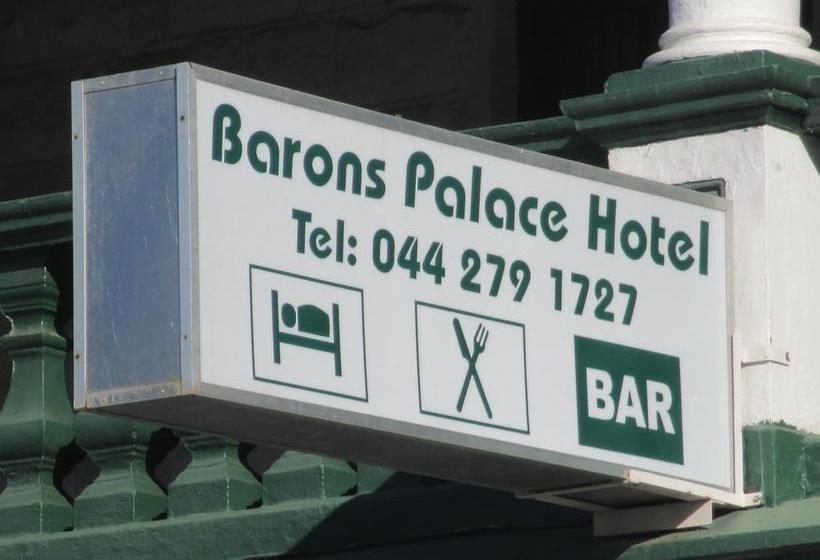 Barons Palace Hotel
Tel: 044 279 1727
BAR